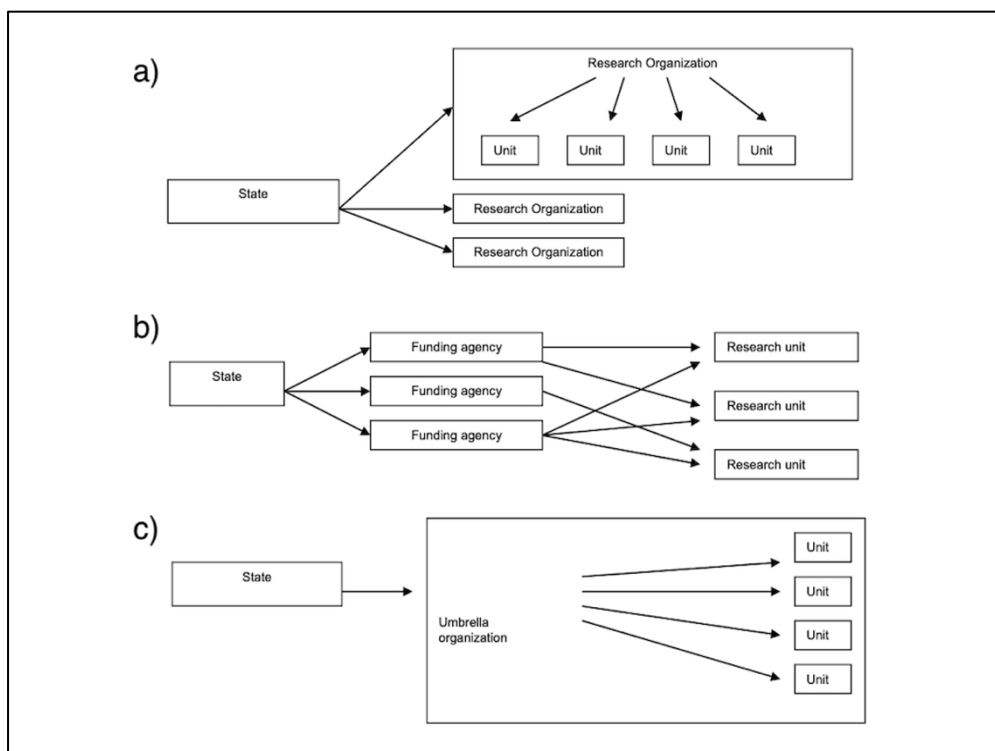 a)
Research Organization
Unit Unit Unit Unit
State
Research Organization
Research Organization
b)
Funding agency Research unit
State
Funding agency Research unit
Funding agency
Research unit
c)
Unit
State
Unit
Umbrella
organization
Unit
Unit